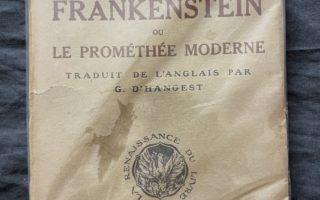 FRANKENSTEIN
OU
LE PROMÉTHÉE MODERNE
TRADUIT DE L'ANGLAIS PAR
G. D'HANGEST
LA RENAISSANCE DU LIVRE